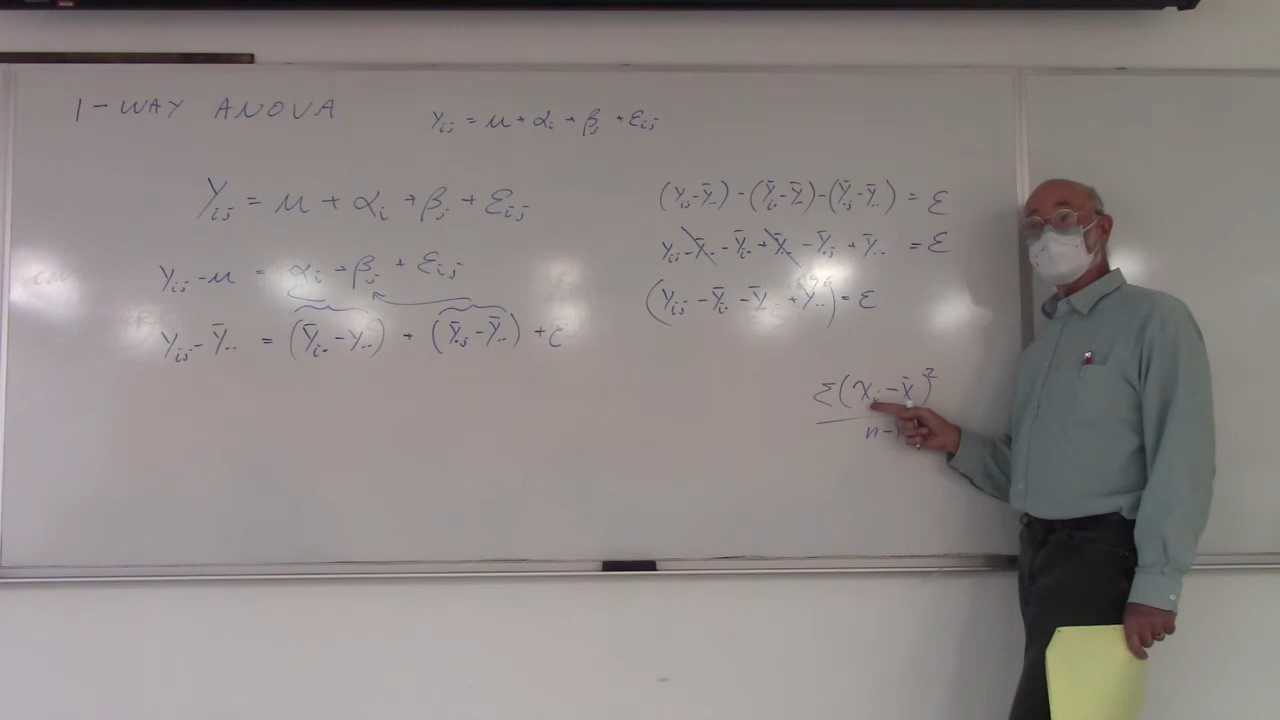 1-WAY ANOVA
Yij = μ + αi + βj + εij
Yij = μ + αi + βj + εij
Yij - μ = αi + βj + εij
Yij - Ȳ.. = (Ȳi. - Y..) + (Ȳ.j - Ȳ..) + ε
(Yij - Ȳ..) - (Ȳi. - Ȳ..) - (Ȳ.j - Ȳ..) = ε
Yij - Ȳ.. - Ȳi. + Ȳ.. - Ȳ.j + Ȳ.. = ε
(Yij - Ȳi. - Ȳ.j + Y..) = ε
Σ(xi - x̄)²
n-